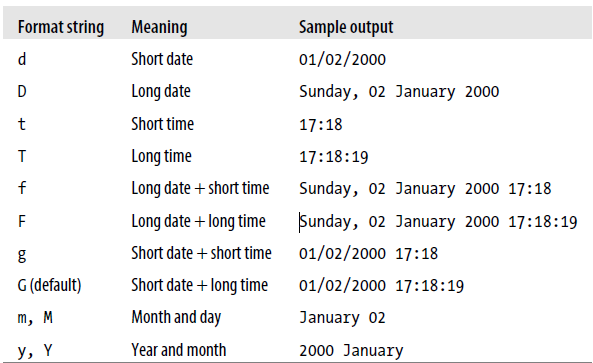 Format string Meaning Sample output
d Short date 01/02/2000
D Long date Sunday, 02 January 2000
t Short time 17:18
T Long time 17:18:19
f Long date + short time Sunday, 02 January 2000 17:18
F Long date + long time Sunday, 02 January 2000 17:18:19
g Short date + short time 01/02/2000 17:18
G (default) Short date + long time 01/02/2000 17:18:19
m, M Month and day January 02
y, Y Year and month 2000 January